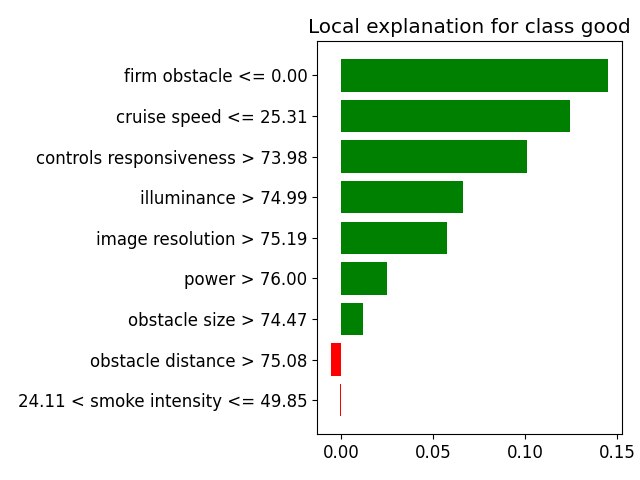 Local explanation for class good
firm obstacle <= 0.00
cruise speed <= 25.31
controls responsiveness > 73.98
illuminance > 74.99
image resolution > 75.19
power > 76.00
obstacle size > 74.47
obstacle distance > 75.08
24.11 < smoke intensity <= 49.85
0.00 0.05 0.10 0.15